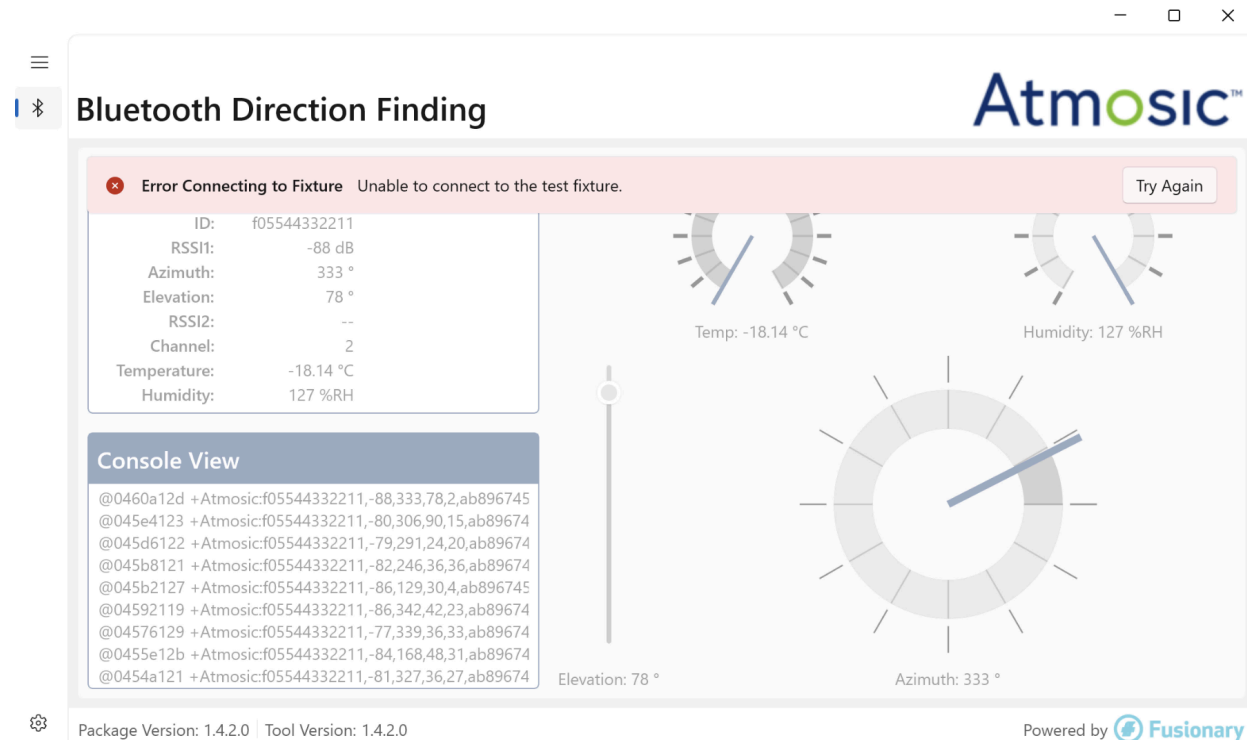 Bluetooth Direction Finding
Atmosic™
Error Connecting to Fixture Unable to connect to the test fixture.
Try Again
ID: f05544332211
RSSI1: -88 dB
Azimuth: 333 °
Elevation: 78 °
RSSI2: --
Channel: 2
Temperature: -18.14 °C
Humidity: 127 %RH
Temp: -18.14 °C
Humidity: 127 %RH
Console View
@0460a12d +Atmosic:f05544332211,-88,333,78,2,ab896745
@045e4123 +Atmosic:f05544332211,-80,306,90,15,ab89674
@045d6122 +Atmosic:f05544332211,-79,291,24,20,ab89674
@045b8121 +Atmosic:f05544332211,-82,246,36,36,ab89674
@045b2127 +Atmosic:f05544332211,-86,129,30,4,ab896745
@04592119 +Atmosic:f05544332211,-86,342,42,23,ab89674
@04576129 +Atmosic:f05544332211,-77,339,36,33,ab89674
@0455e12b +Atmosic:f05544332211,-84,168,48,31,ab89674
@0454a121 +Atmosic:f05544332211,-81,327,36,27,ab89674
Elevation: 78 °
Azimuth: 333 °
Package Version: 1.4.2.0 Tool Version: 1.4.2.0
Powered by Fusionary